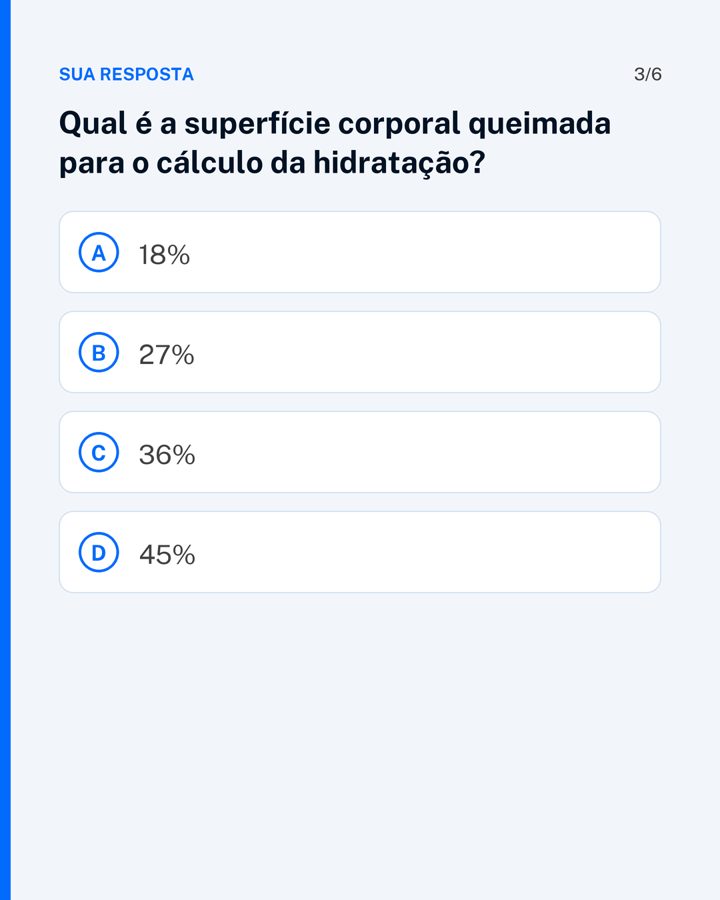 SUA RESPOSTA
3/6
Qual é a superfície corporal queimada
para o cálculo da hidratação?
A 18%
B 27%
C 36%
D 45%